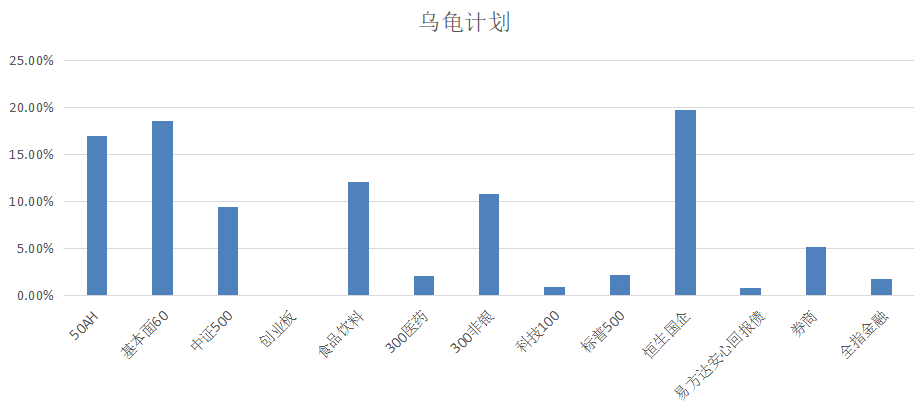 乌龟计划
25.00%
20.00%
15.00%
10.00%
5.00%
0.00%
50AH
基本面60
中证500
创业板
食品饮料
300医药
300非银
科技100
标普500
恒生国企
易方达安心回报债
券商
全指金融